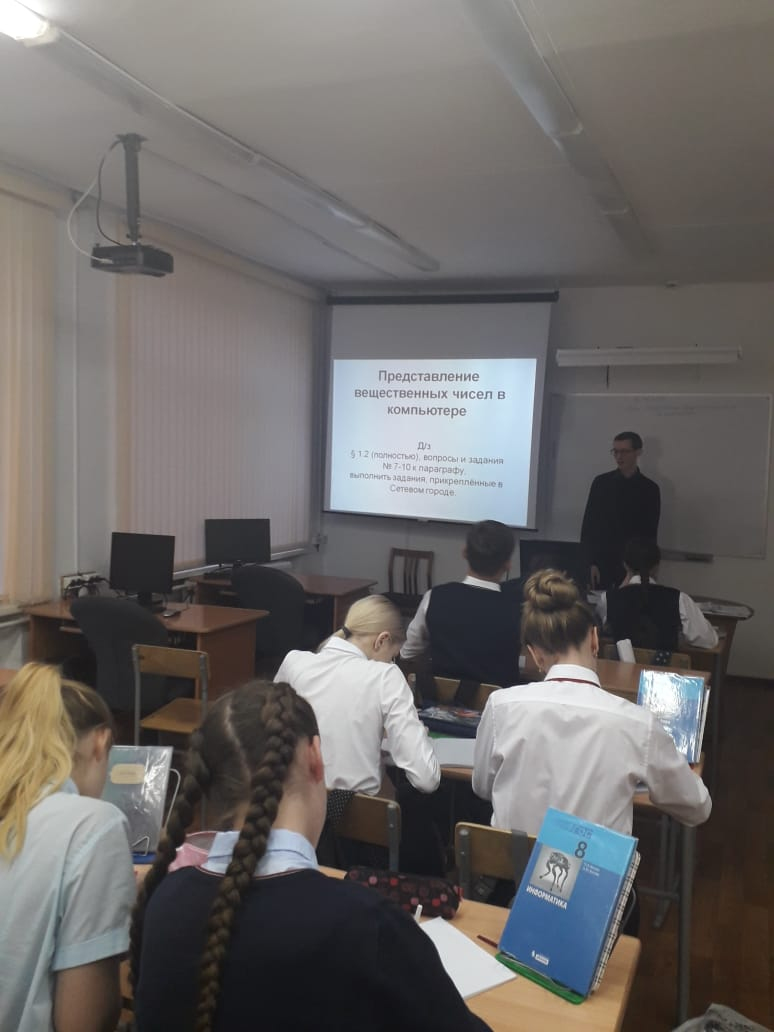 Представление
вещественных чисел в
компьютере
Д/з
§ 1.2 (полностью), вопросы и задания
№ 7-10 к параграфу,
выполнить задания, прикреплённые в
Сетевом городе.
8
ИНФОРМАТИКА